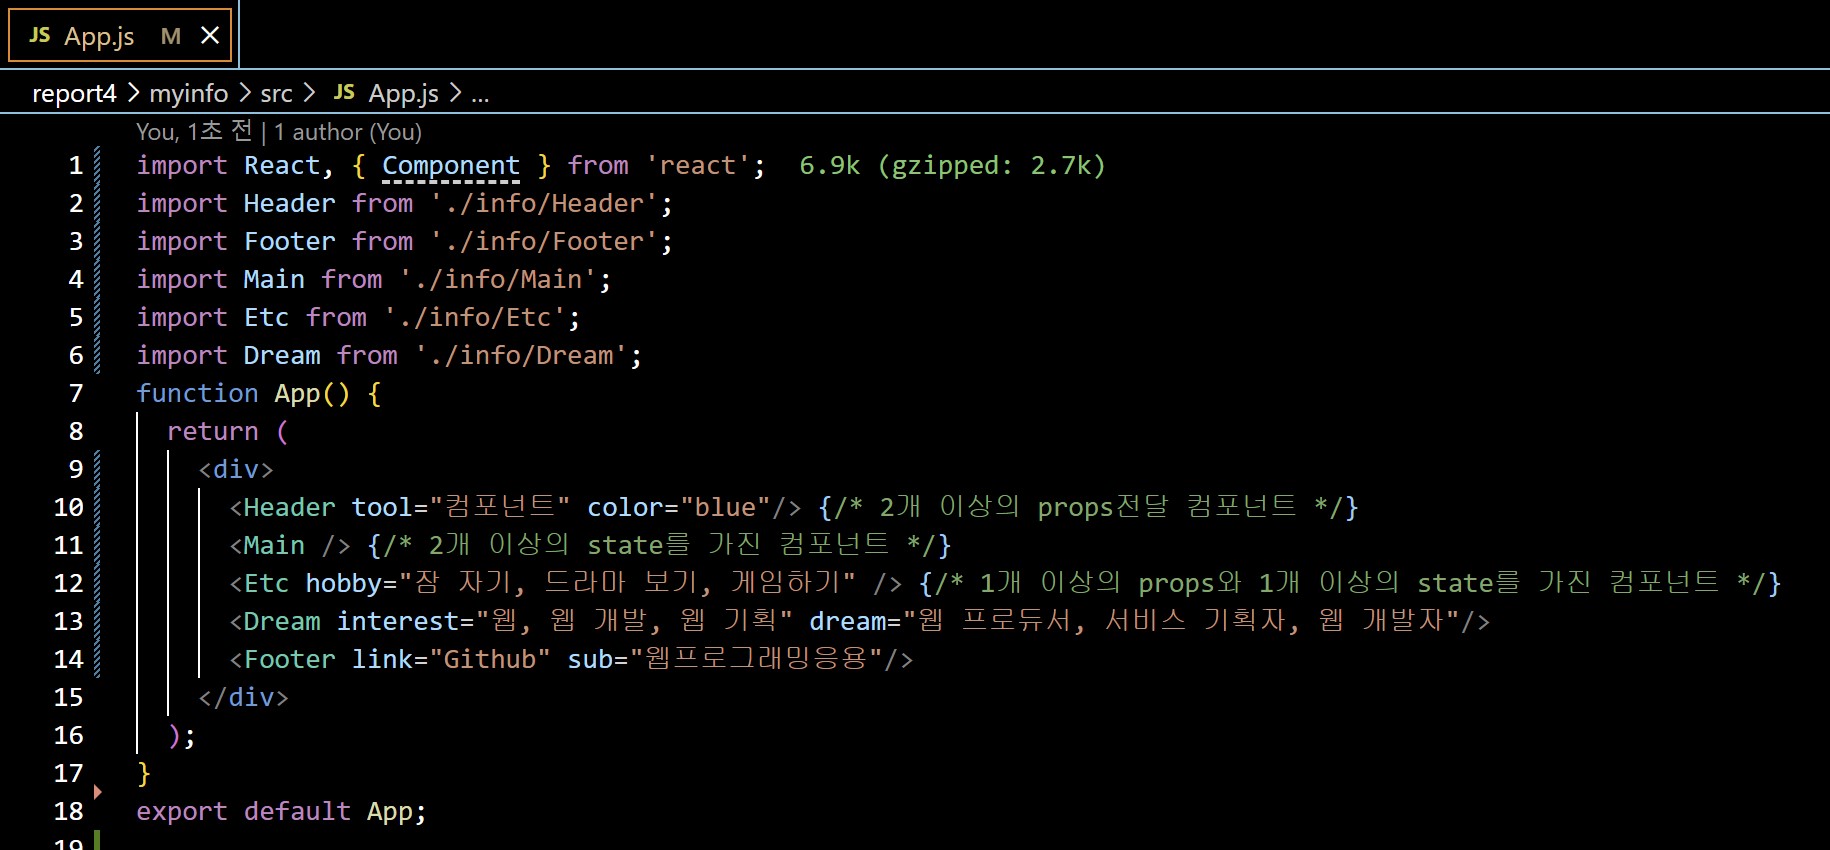 JS App.js M ×
report4 > myinfo > src > JS App.js > ...
You, 1초 전 | 1 author (You)
1 import React, { Component } from 'react'; 6.9k (gzipped: 2.7k)
2 import Header from './info/Header';
3 import Footer from './info/Footer';
4 import Main from './info/Main';
5 import Etc from './info/Etc';
6 import Dream from './info/Dream';
7 function App() {
8 return (
9 <div>
10 <Header tool="컴포넌트" color="blue"/> {/* 2개 이상의 props전달 컴포넌트 */}
11 <Main /> {/* 2개 이상의 state를 가진 컴포넌트 */}
12 <Etc hobby="잠 자기, 드라마 보기, 게임하기" /> {/* 1개 이상의 props와 1개 이상의 state를 가진 컴포넌트 */}
13 <Dream interest="웹, 웹 개발, 웹 기획" dream="웹 프로듀서, 서비스 기획자, 웹 개발자"/>
14 <Footer link="Github" sub="웹프로그래밍응용"/>
15 </div>
16 );
17 }
18 export default App;
19